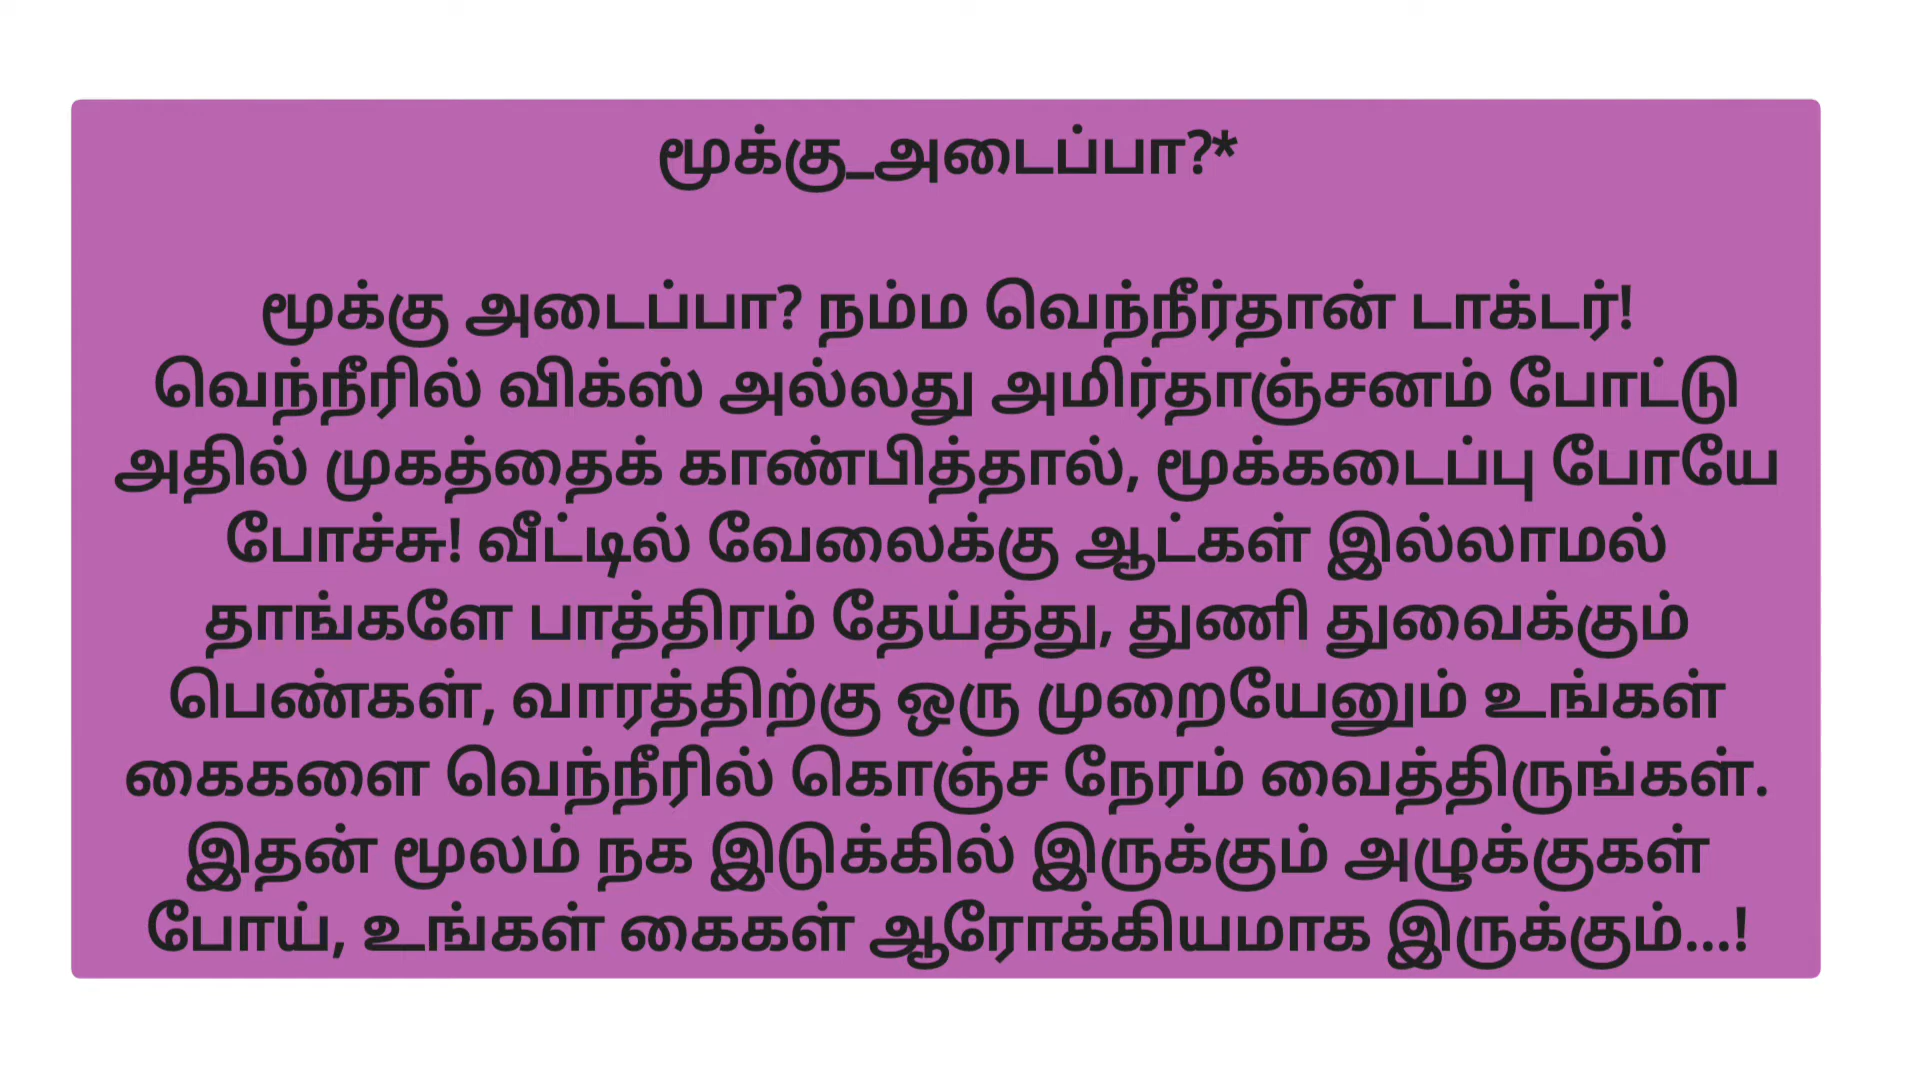 மூக்கு_அடைப்பா?*
மூக்கு அடைப்பா? நம்ம வெந்நீர்தான் டாக்டர்!
வெந்நீரில் விக்ஸ் அல்லது அமிர்தாஞ்சனம் போட்டு
அதில் முகத்தைக் காண்பித்தால், மூக்கடைப்பு போயே
போச்சு! வீட்டில் வேலைக்கு ஆட்கள் இல்லாமல்
தாங்களே பாத்திரம் தேய்த்து, துணி துவைக்கும்
பெண்கள், வாரத்திற்கு ஒரு முறையேனும் உங்கள்
கைகளை வெந்நீரில் கொஞ்ச நேரம் வைத்திருங்கள்.
இதன் மூலம் நக இடுக்கில் இருக்கும் அழுக்குகள்
போய், உங்கள் கைகள் ஆரோக்கியமாக இருக்கும்...!